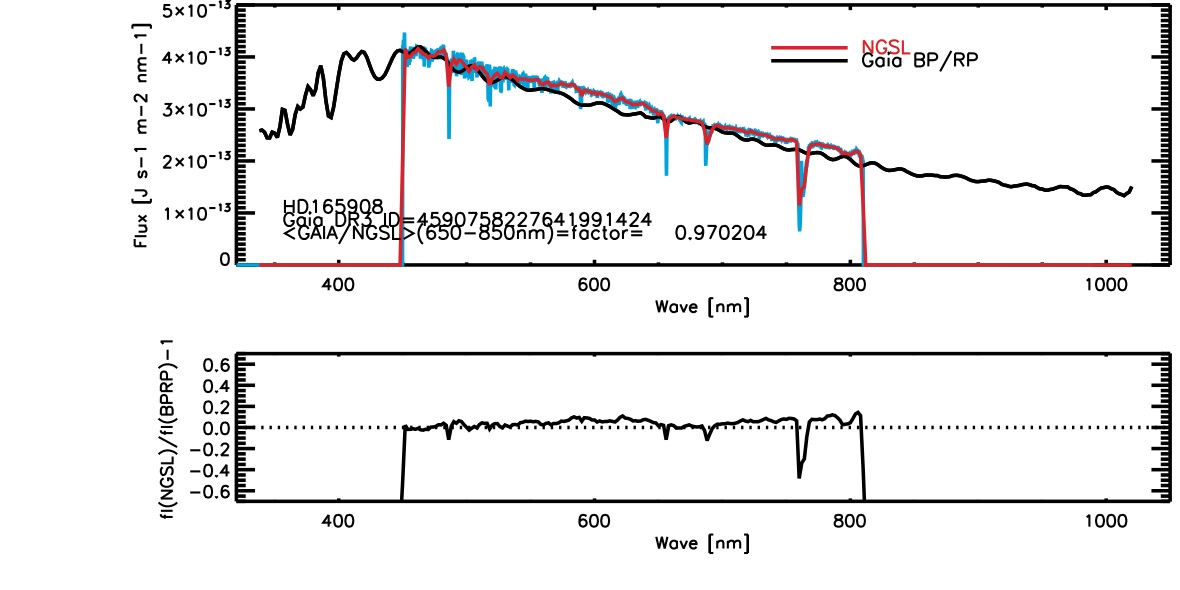 5×10−13
4×10−13
3×10−13
2×10−13
1×10−13
0
Flux [J s−1 m−2 nm−1]
NGSL
Gaia BP/RP
HD165908
Gaia DR3 ID=4590758227641991424
<GAIA/NGSL>(650−850nm)=factor= 0.970204
400 600 800 1000
Wave [nm]
fl(NGSL)/fl(BPRP)−1
0.6
0.4
0.2
0.0
−0.2
−0.4
−0.6
400 600 800 1000
Wave [nm]